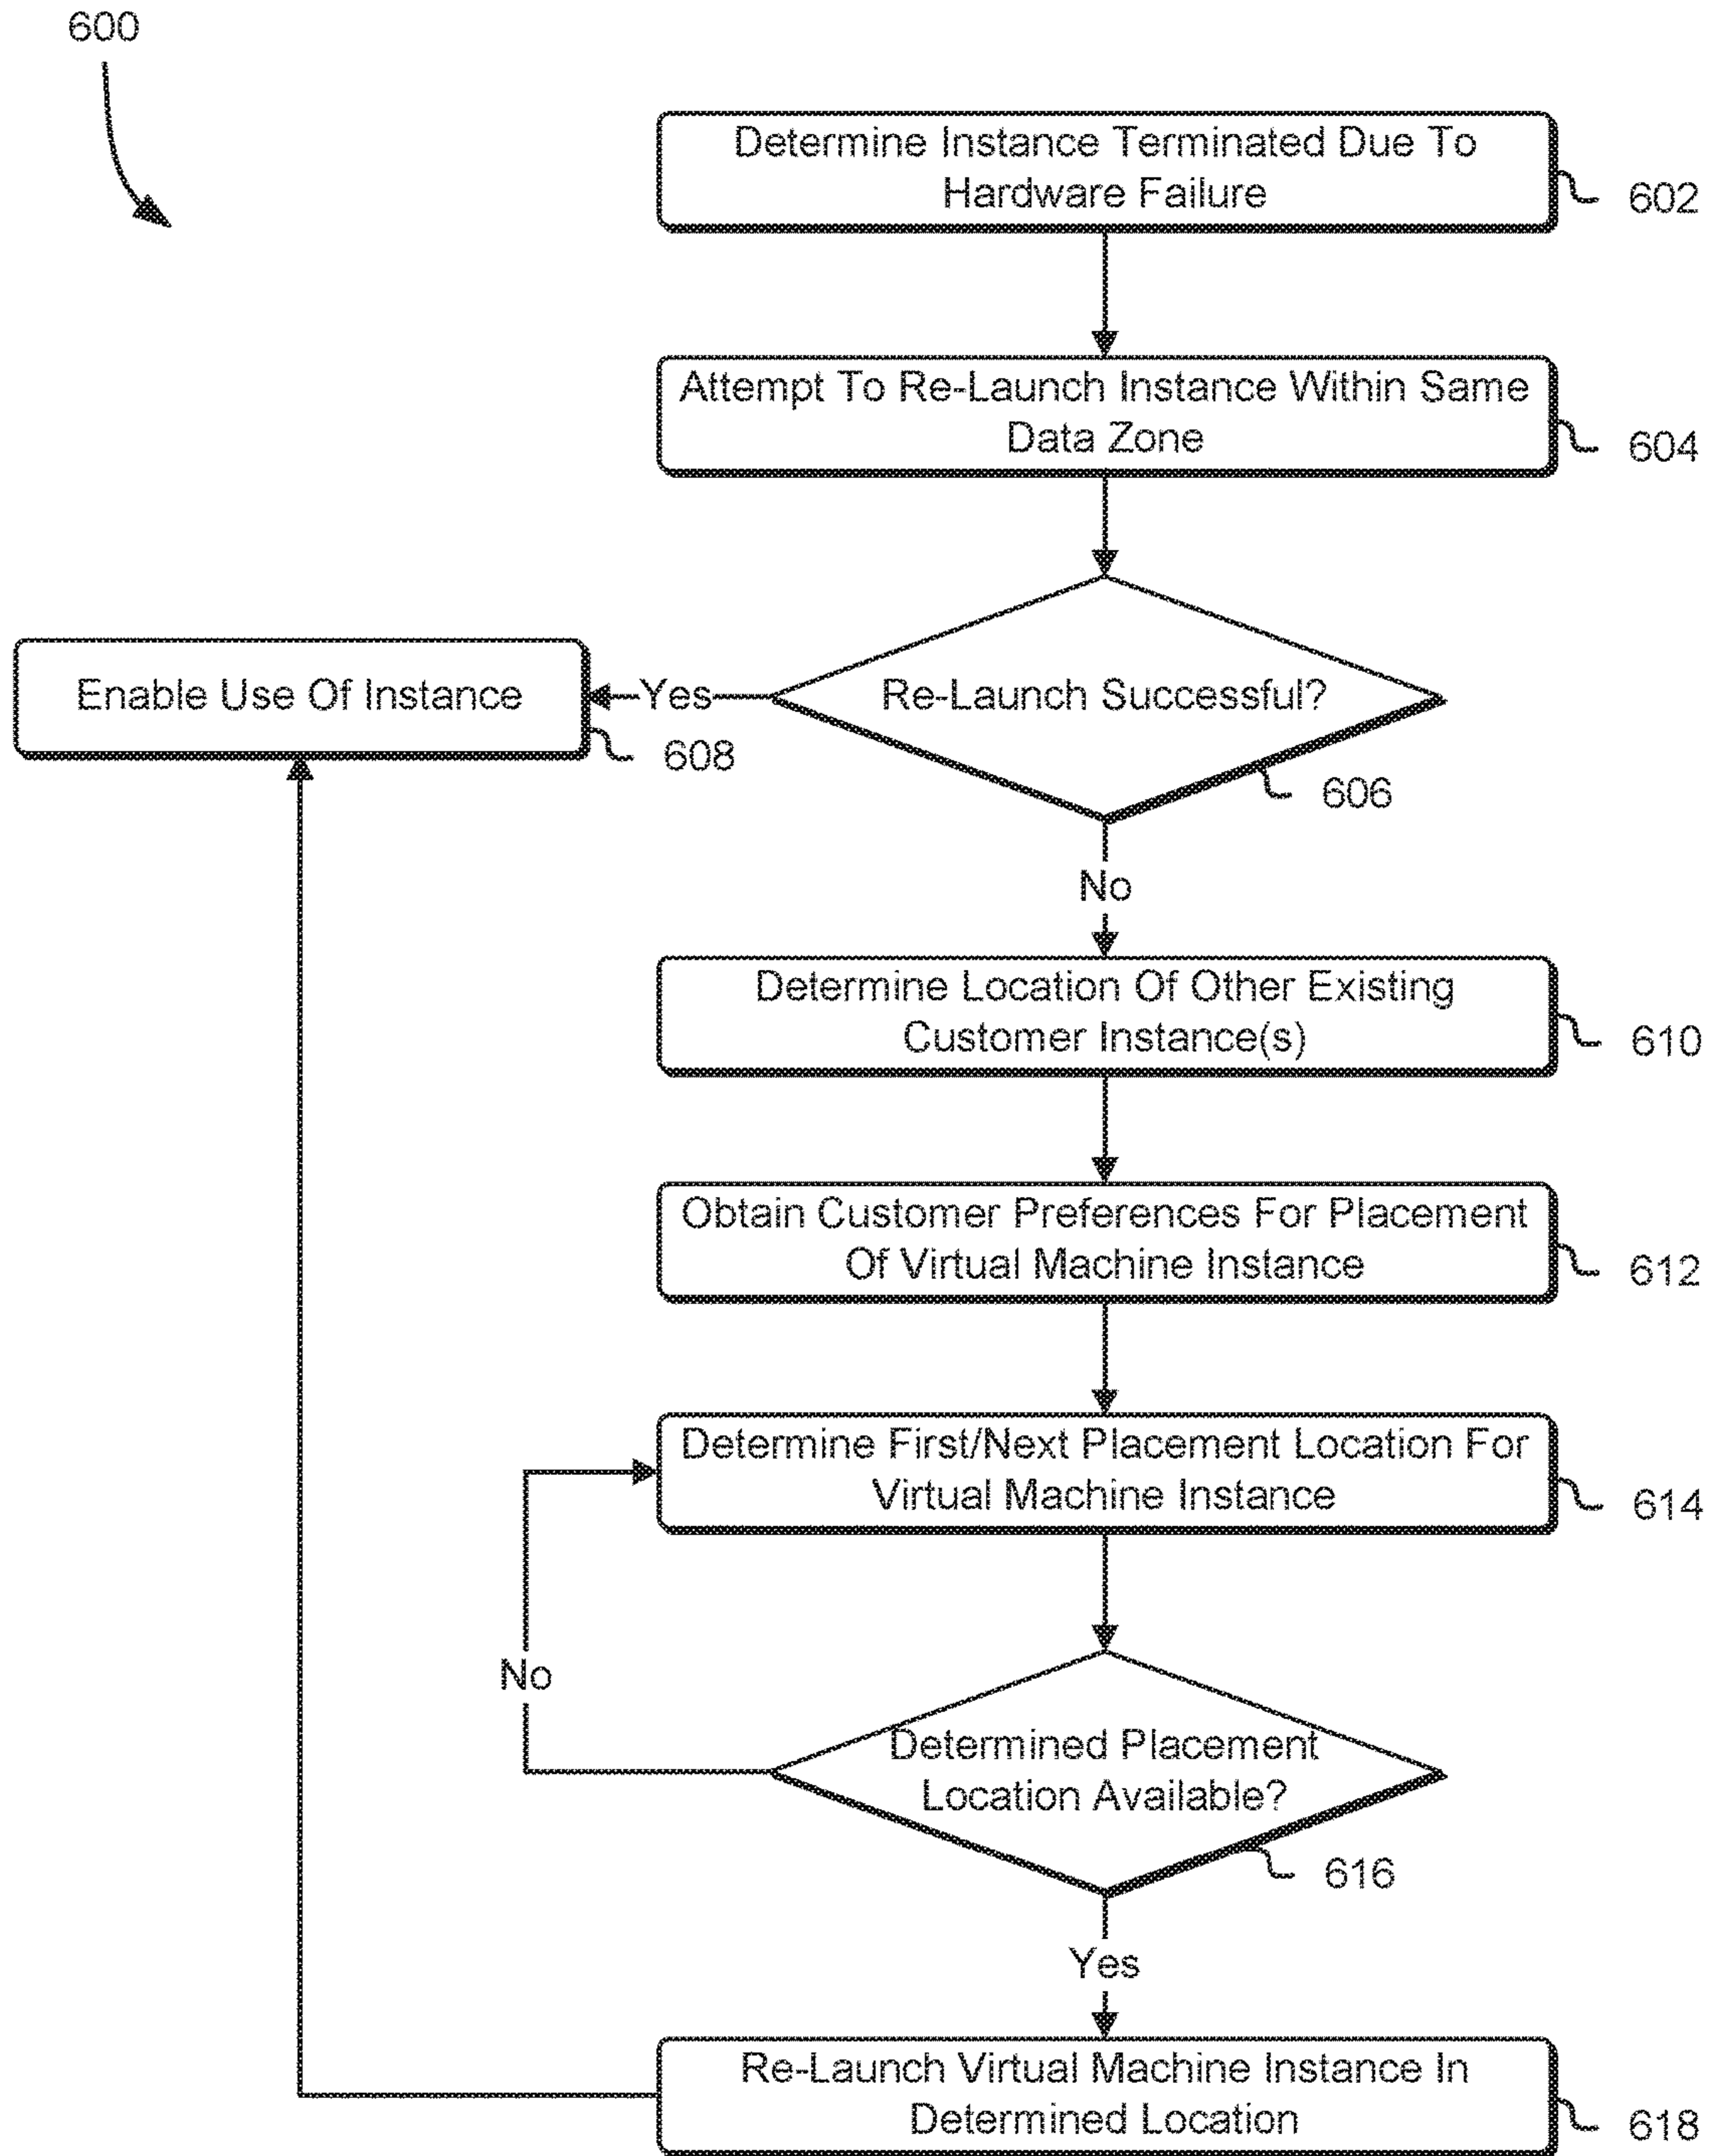 600
Determine Instance Terminated Due To
Hardware Failure
602
Attempt To Re-Launch Instance Within Same
Data Zone
604
Enable Use Of Instance
608
Yes
Re-Launch Successful?
606
No
Determine Location Of Other Existing
Customer Instance(s)
610
Obtain Customer Preferences For Placement
Of Virtual Machine Instance
612
Determine First/Next Placement Location For
Virtual Machine Instance
614
No
Determined Placement
Location Available?
616
Yes
Re-Launch Virtual Machine Instance In
Determined Location
618